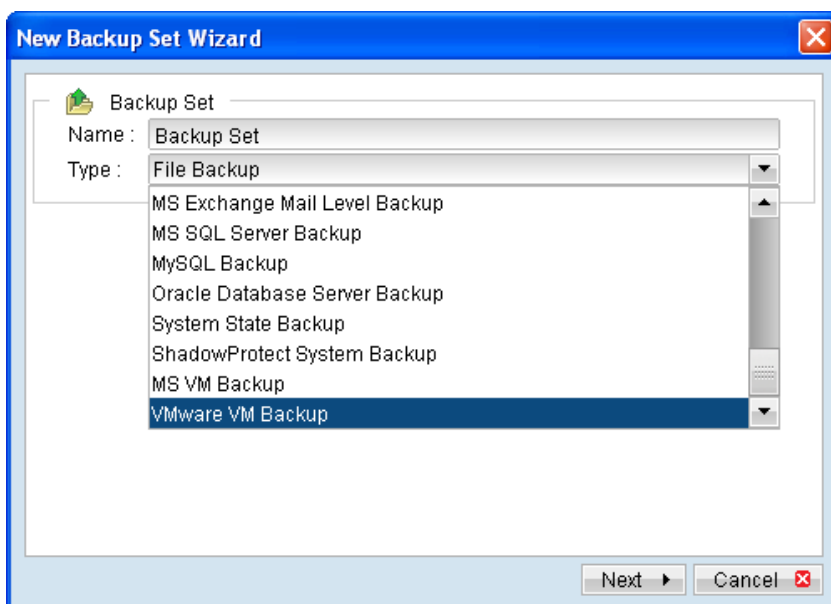 New Backup Set Wizard
Backup Set
Name : Backup Set
Type : File Backup
MS Exchange Mail Level Backup
MS SQL Server Backup
MySQL Backup
Oracle Database Server Backup
System State Backup
ShadowProtect System Backup
MS VM Backup
VMware VM Backup
Next Cancel